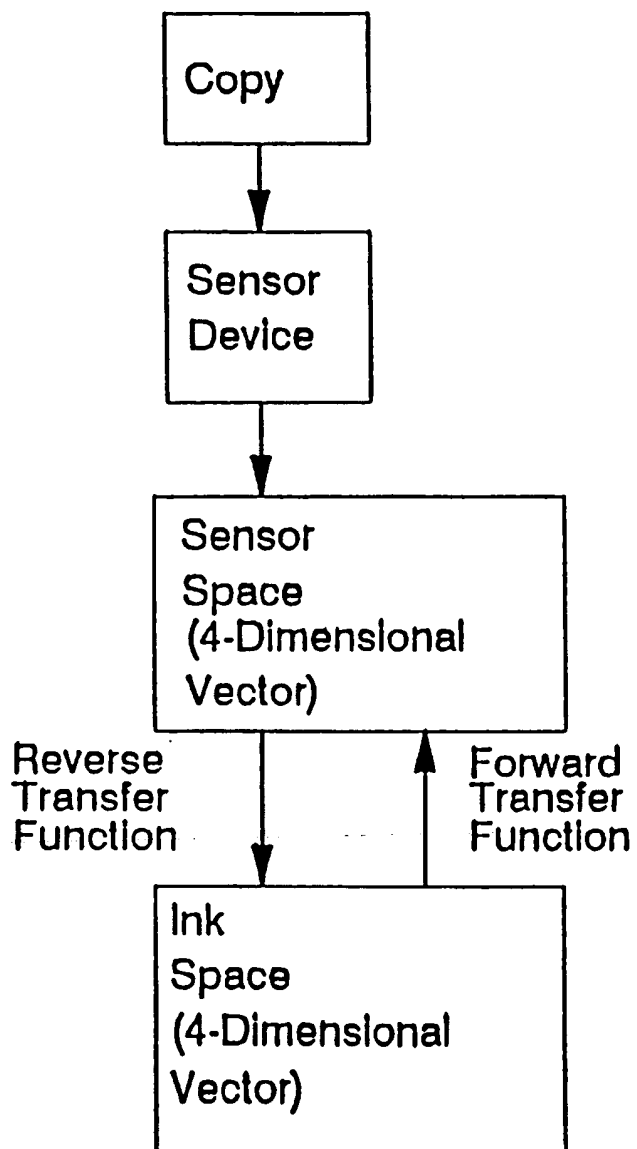 Copy
Sensor
Device
Sensor
Space
(4-Dimensional
Vector)
Reverse
Transfer
Function
Forward
Transfer
Function
Ink
Space
(4-Dimensional
Vector)